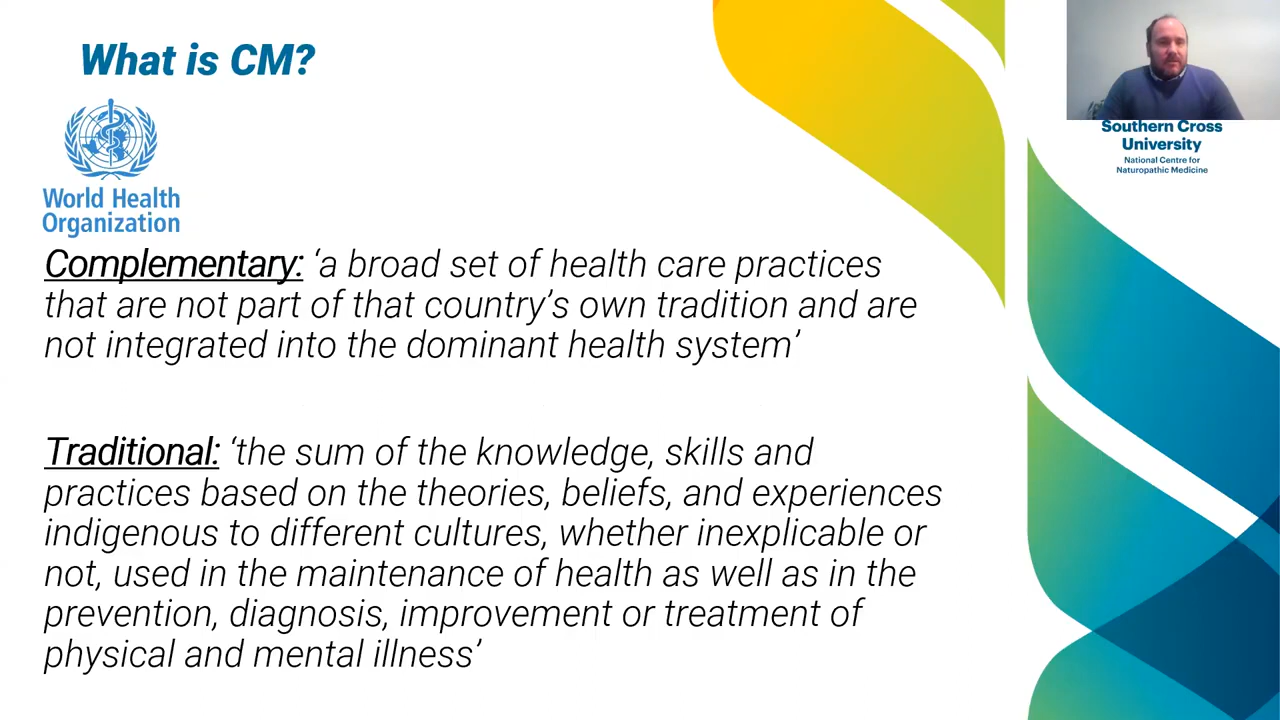 What is CM?
World Health
Organization
Southern Cross
University
National Centre for
Naturopathic Medicine
Complementary: ‘a broad set of health care practices
that are not part of that country’s own tradition and are
not integrated into the dominant health system’
Traditional: ‘the sum of the knowledge, skills and
practices based on the theories, beliefs, and experiences
indigenous to different cultures, whether inexplicable or
not, used in the maintenance of health as well as in the
prevention, diagnosis, improvement or treatment of
physical and mental illness’